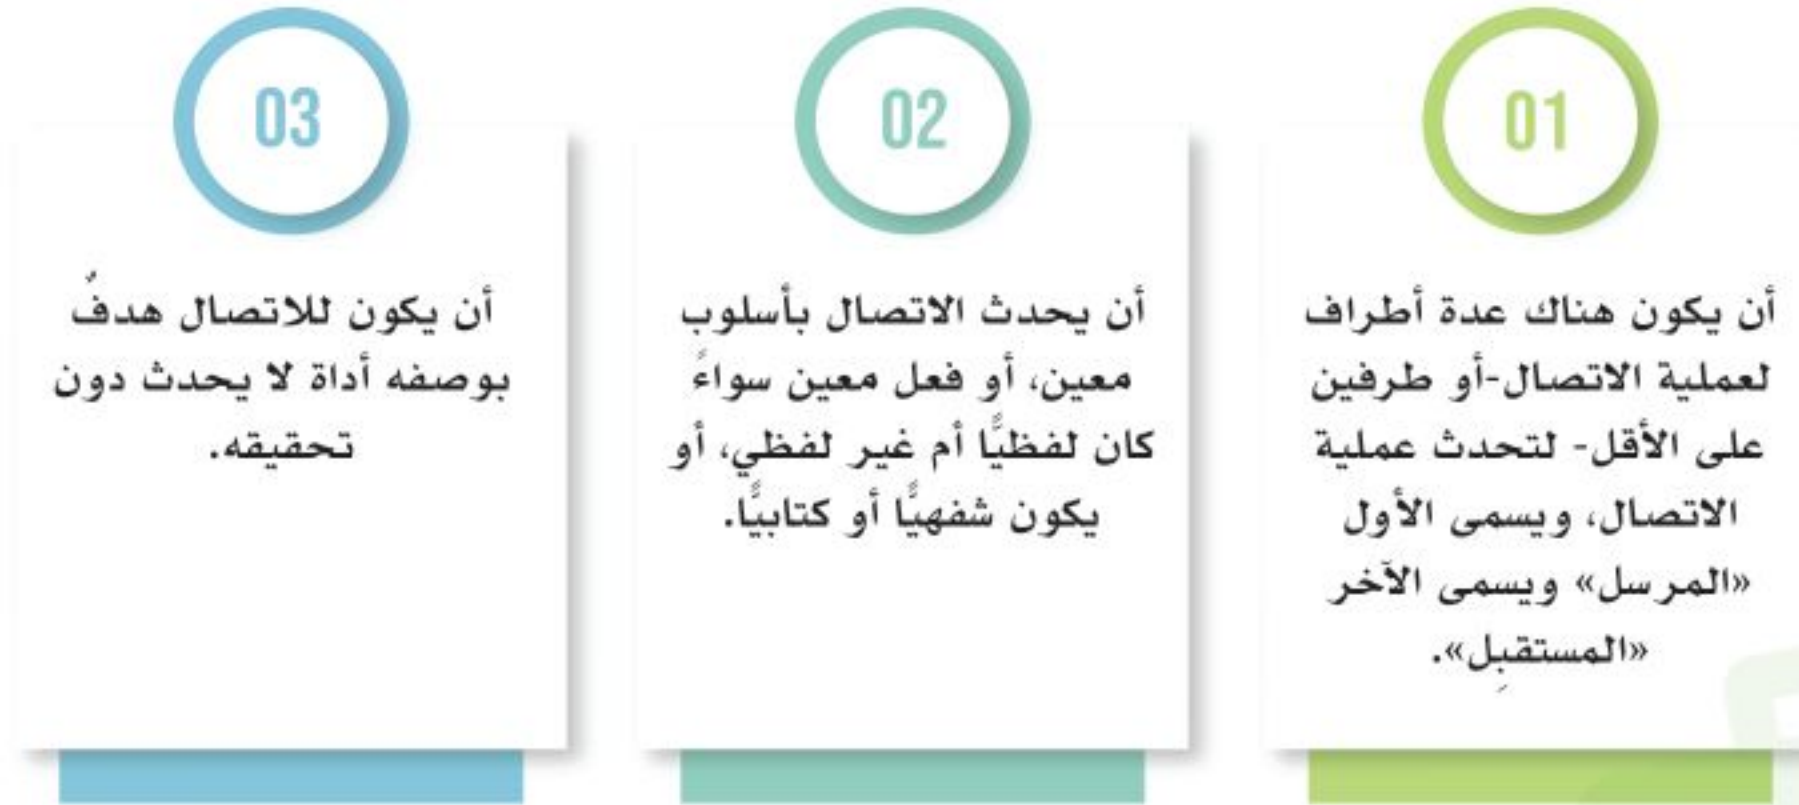 01
أن يكون هناك عدة أطراف
لعملية الاتصال-أو طرفين
على الأقل- لتحدث عملية
الاتصال، ويسمى الأول
«المرسل» ويسمى الآخر
«المستقبِل».
02
أن يحدث الاتصال بأسلوب
معين، أو فعل معين سواءً
كان لفظيًّا أم غير لفظي، أو
يكون شفهيًّا أو كتابيًّا.
03
أن يكون للاتصال هدفٌ
بوصفه أداة لا يحدث دون
تحقيقه.